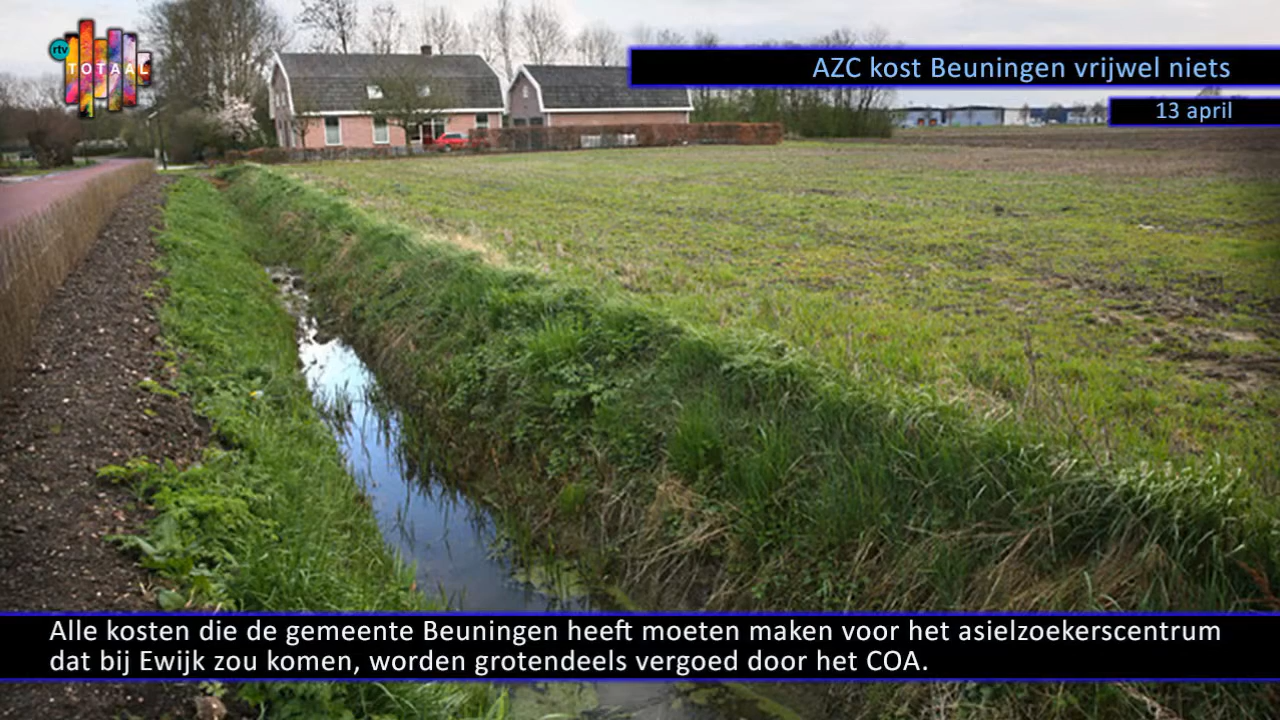 rtv
TOTAAL
AZC kost Beuningen vrijwel niets
13 april
Alle kosten die de gemeente Beuningen heeft moeten maken voor het asielzoekerscentrum
dat bij Ewijk zou komen, worden grotendeels vergoed door het COA.